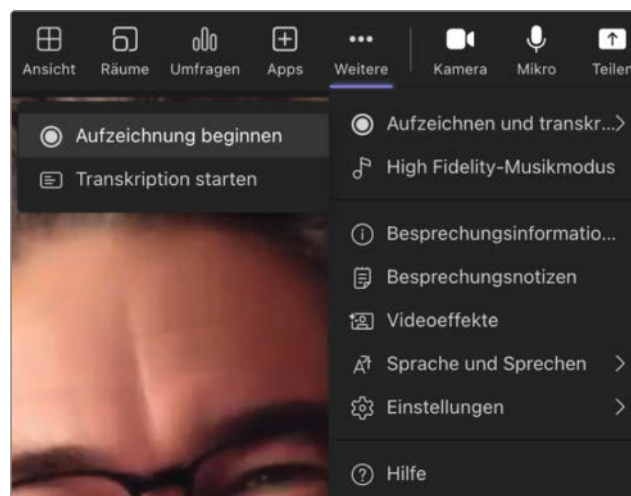 Ansicht Räume Umfragen Apps Weitere Kamera Mikro Teilen
Aufzeichnung beginnen
Transkription starten
Aufzeichnen und transkr...
High Fidelity-Musikmodus
Besprechungsinformatio...
Besprechungsnotizen
Videoeffekte
Sprache und Sprechen
Einstellungen
Hilfe